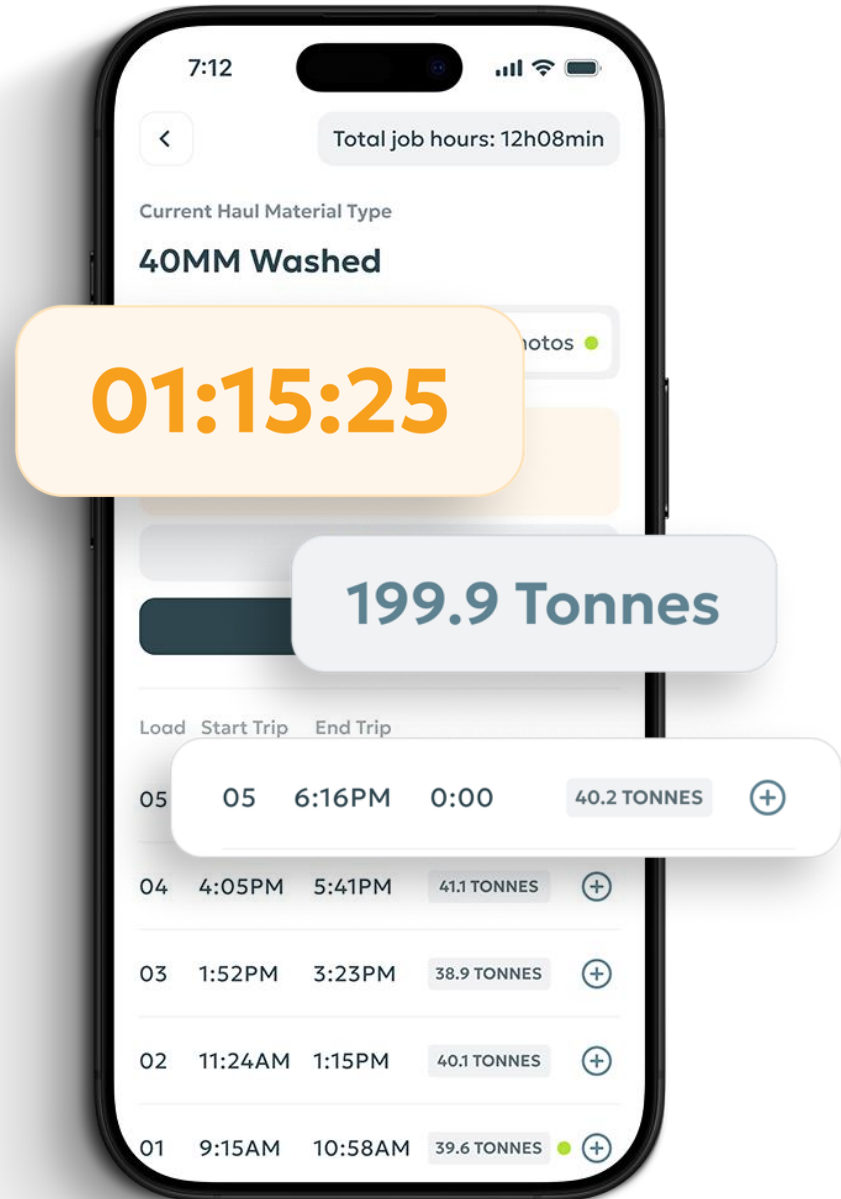 7:12
Total job hours: 12h08min
Current Haul Material Type
40MM Washed
01:15:25
199.9 Tonnes
Load Start Trip End Trip
05
05 6:16PM 0:00 40.2 TONNES
04 4:05PM 5:41PM 41.1 TONNES
03 1:52PM 3:23PM 38.9 TONNES
02 11:24AM 1:15PM 40.1 TONNES
01 9:15AM 10:58AM 39.6 TONNES